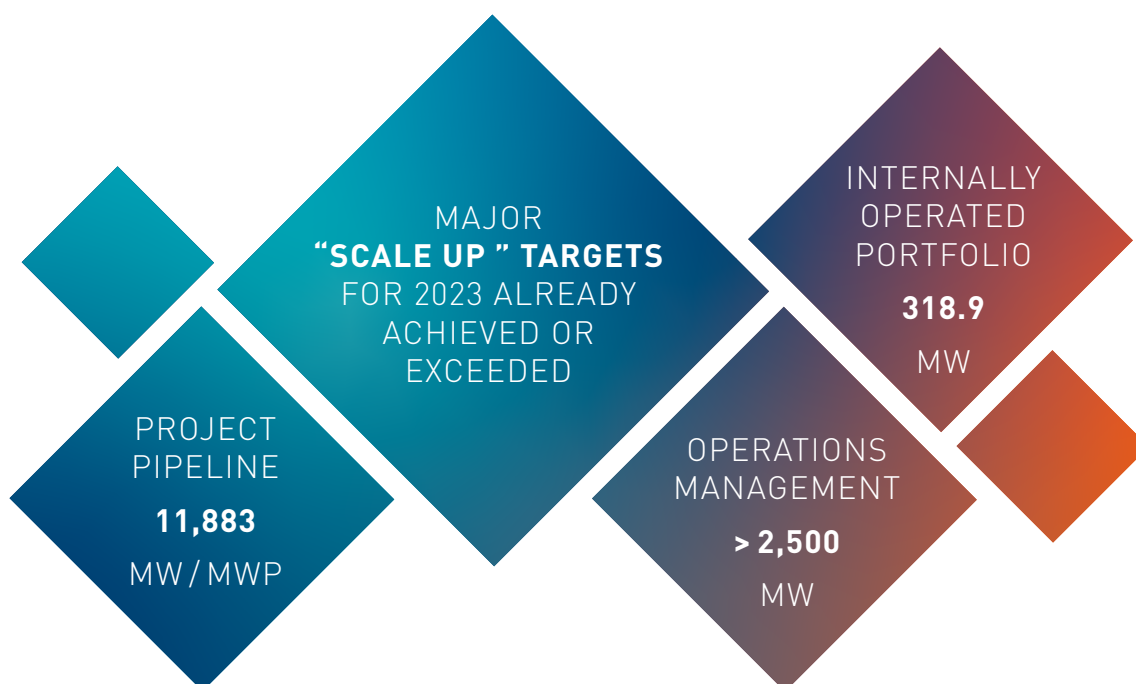 MAJOR
“SCALE UP ” TARGETS
FOR 2023 ALREADY
ACHIEVED OR
EXCEEDED
INTERNALLY
OPERATED
PORTFOLIO
318.9
MW
PROJECT
PIPELINE
11,883
MW / MWP
OPERATIONS
MANAGEMENT
> 2,500
MW